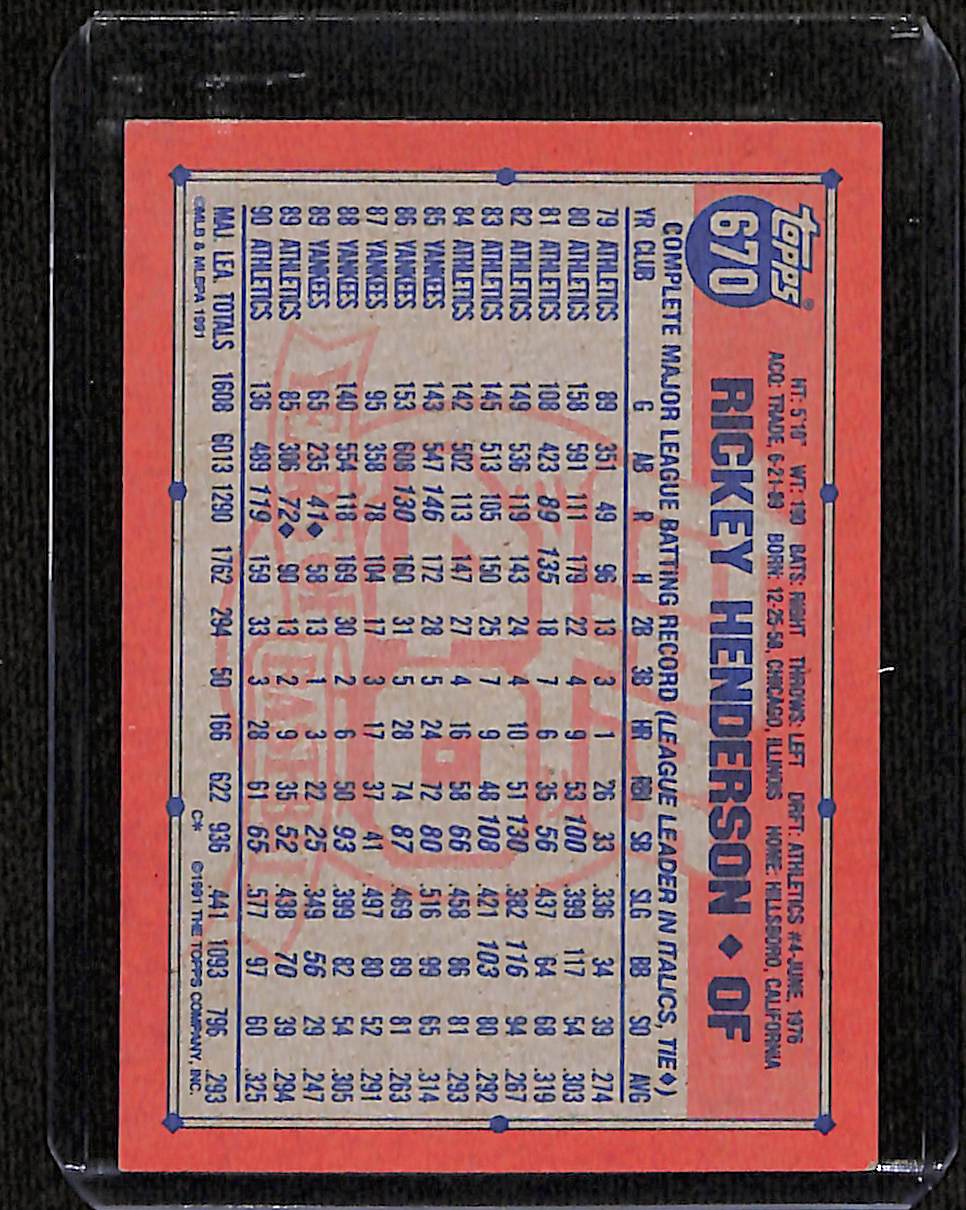 topps®
670
HT: 5'10" WT: 190 BATS: RIGHT THROWS: LEFT DRFT: ATHLETICS #4-JUNE, 1976
ACQ: TRADE, 6-21-89 BORN: 12-25-58, CHICAGO, ILLINOIS HOME: HILLSBORO, CALIFORNIA
RICKEY HENDERSON ♦ OF
COMPLETE MAJOR LEAGUE BATTING RECORD (LEAGUE LEADER IN ITALICS, TIE ♦)
YR CLUB G AB R H 2B 3B HR RBI SB SLG BB SO AVG
79 ATHLETICS 89 351 49 96 13 3 1 26 33 .336 34 39 .274
80 ATHLETICS 158 591 111 179 22 4 9 53 100 .399 117 54 .303
81 ATHLETICS 108 423 89 135 18 7 6 35 56 .437 64 68 .319
82 ATHLETICS 149 536 119 143 24 4 10 51 130 .382 116 94 .267
83 ATHLETICS 145 513 105 150 25 7 9 48 108 .421 103 80 .292
84 ATHLETICS 142 502 113 147 27 4 16 58 66 .458 86 81 .293
85 YANKEES 143 547 146 172 28 5 24 72 80 .516 99 65 .314
86 YANKEES 153 608 130 160 31 5 28 74 87 .469 89 81 .263
87 YANKEES 95 358 78 104 17 3 17 37 41 .497 80 52 .291
88 YANKEES 140 554 118 169 30 2 6 50 93 .399 82 54 .305
89 YANKEES 65 235 41♦ 58 13 1 3 22 25 .349 56 29 .247
89 ATHLETICS 85 306 72♦ 90 13 2 9 35 52 .438 70 39 .294
90 ATHLETICS 136 489 119 159 33 3 28 61 65 .577 97 60 .325
MAJ. LEA. TOTALS 1608 6013 1290 1762 294 50 166 622 936 .441 1093 796 .293
©MLB & MLBPA 1991 C* ©1991 THE TOPPS COMPANY, INC.